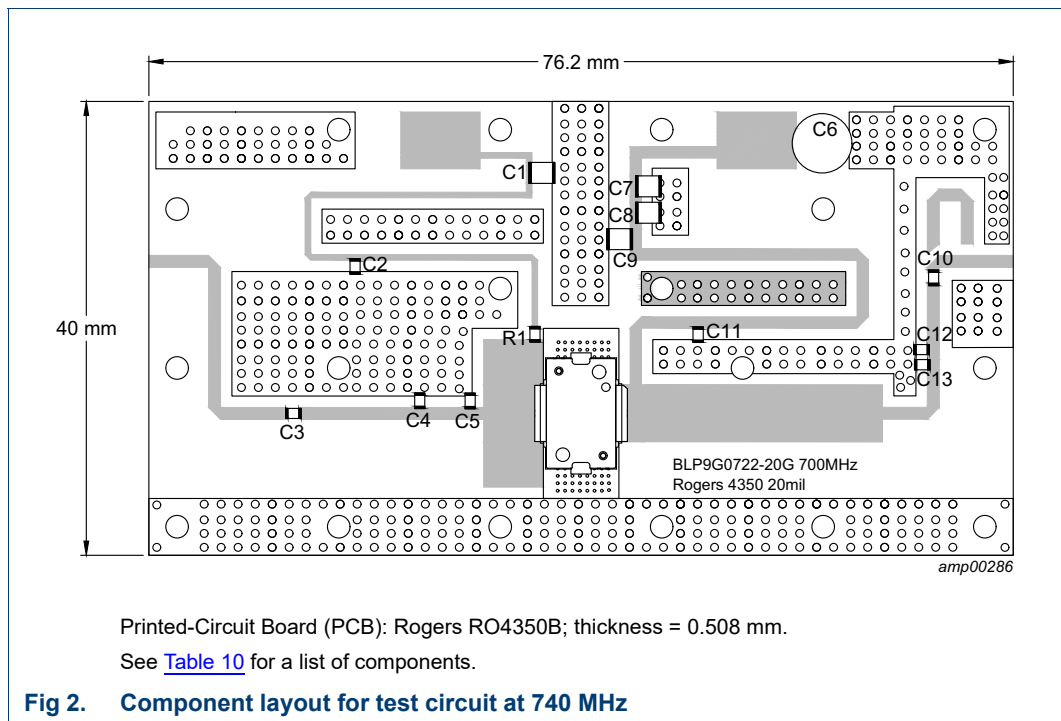 76.2 mm
C6
C1
C7
C8
C9
C10
C2
40 mm
R1
C11
C12
C13
C4
C5
C3
BLP9G0722-20G 700MHz
Rogers 4350 20mil
amp00286
Printed-Circuit Board (PCB): Rogers RO4350B; thickness = 0.508 mm.
See Table 10 for a list of components.
Fig 2. Component layout for test circuit at 740 MHz